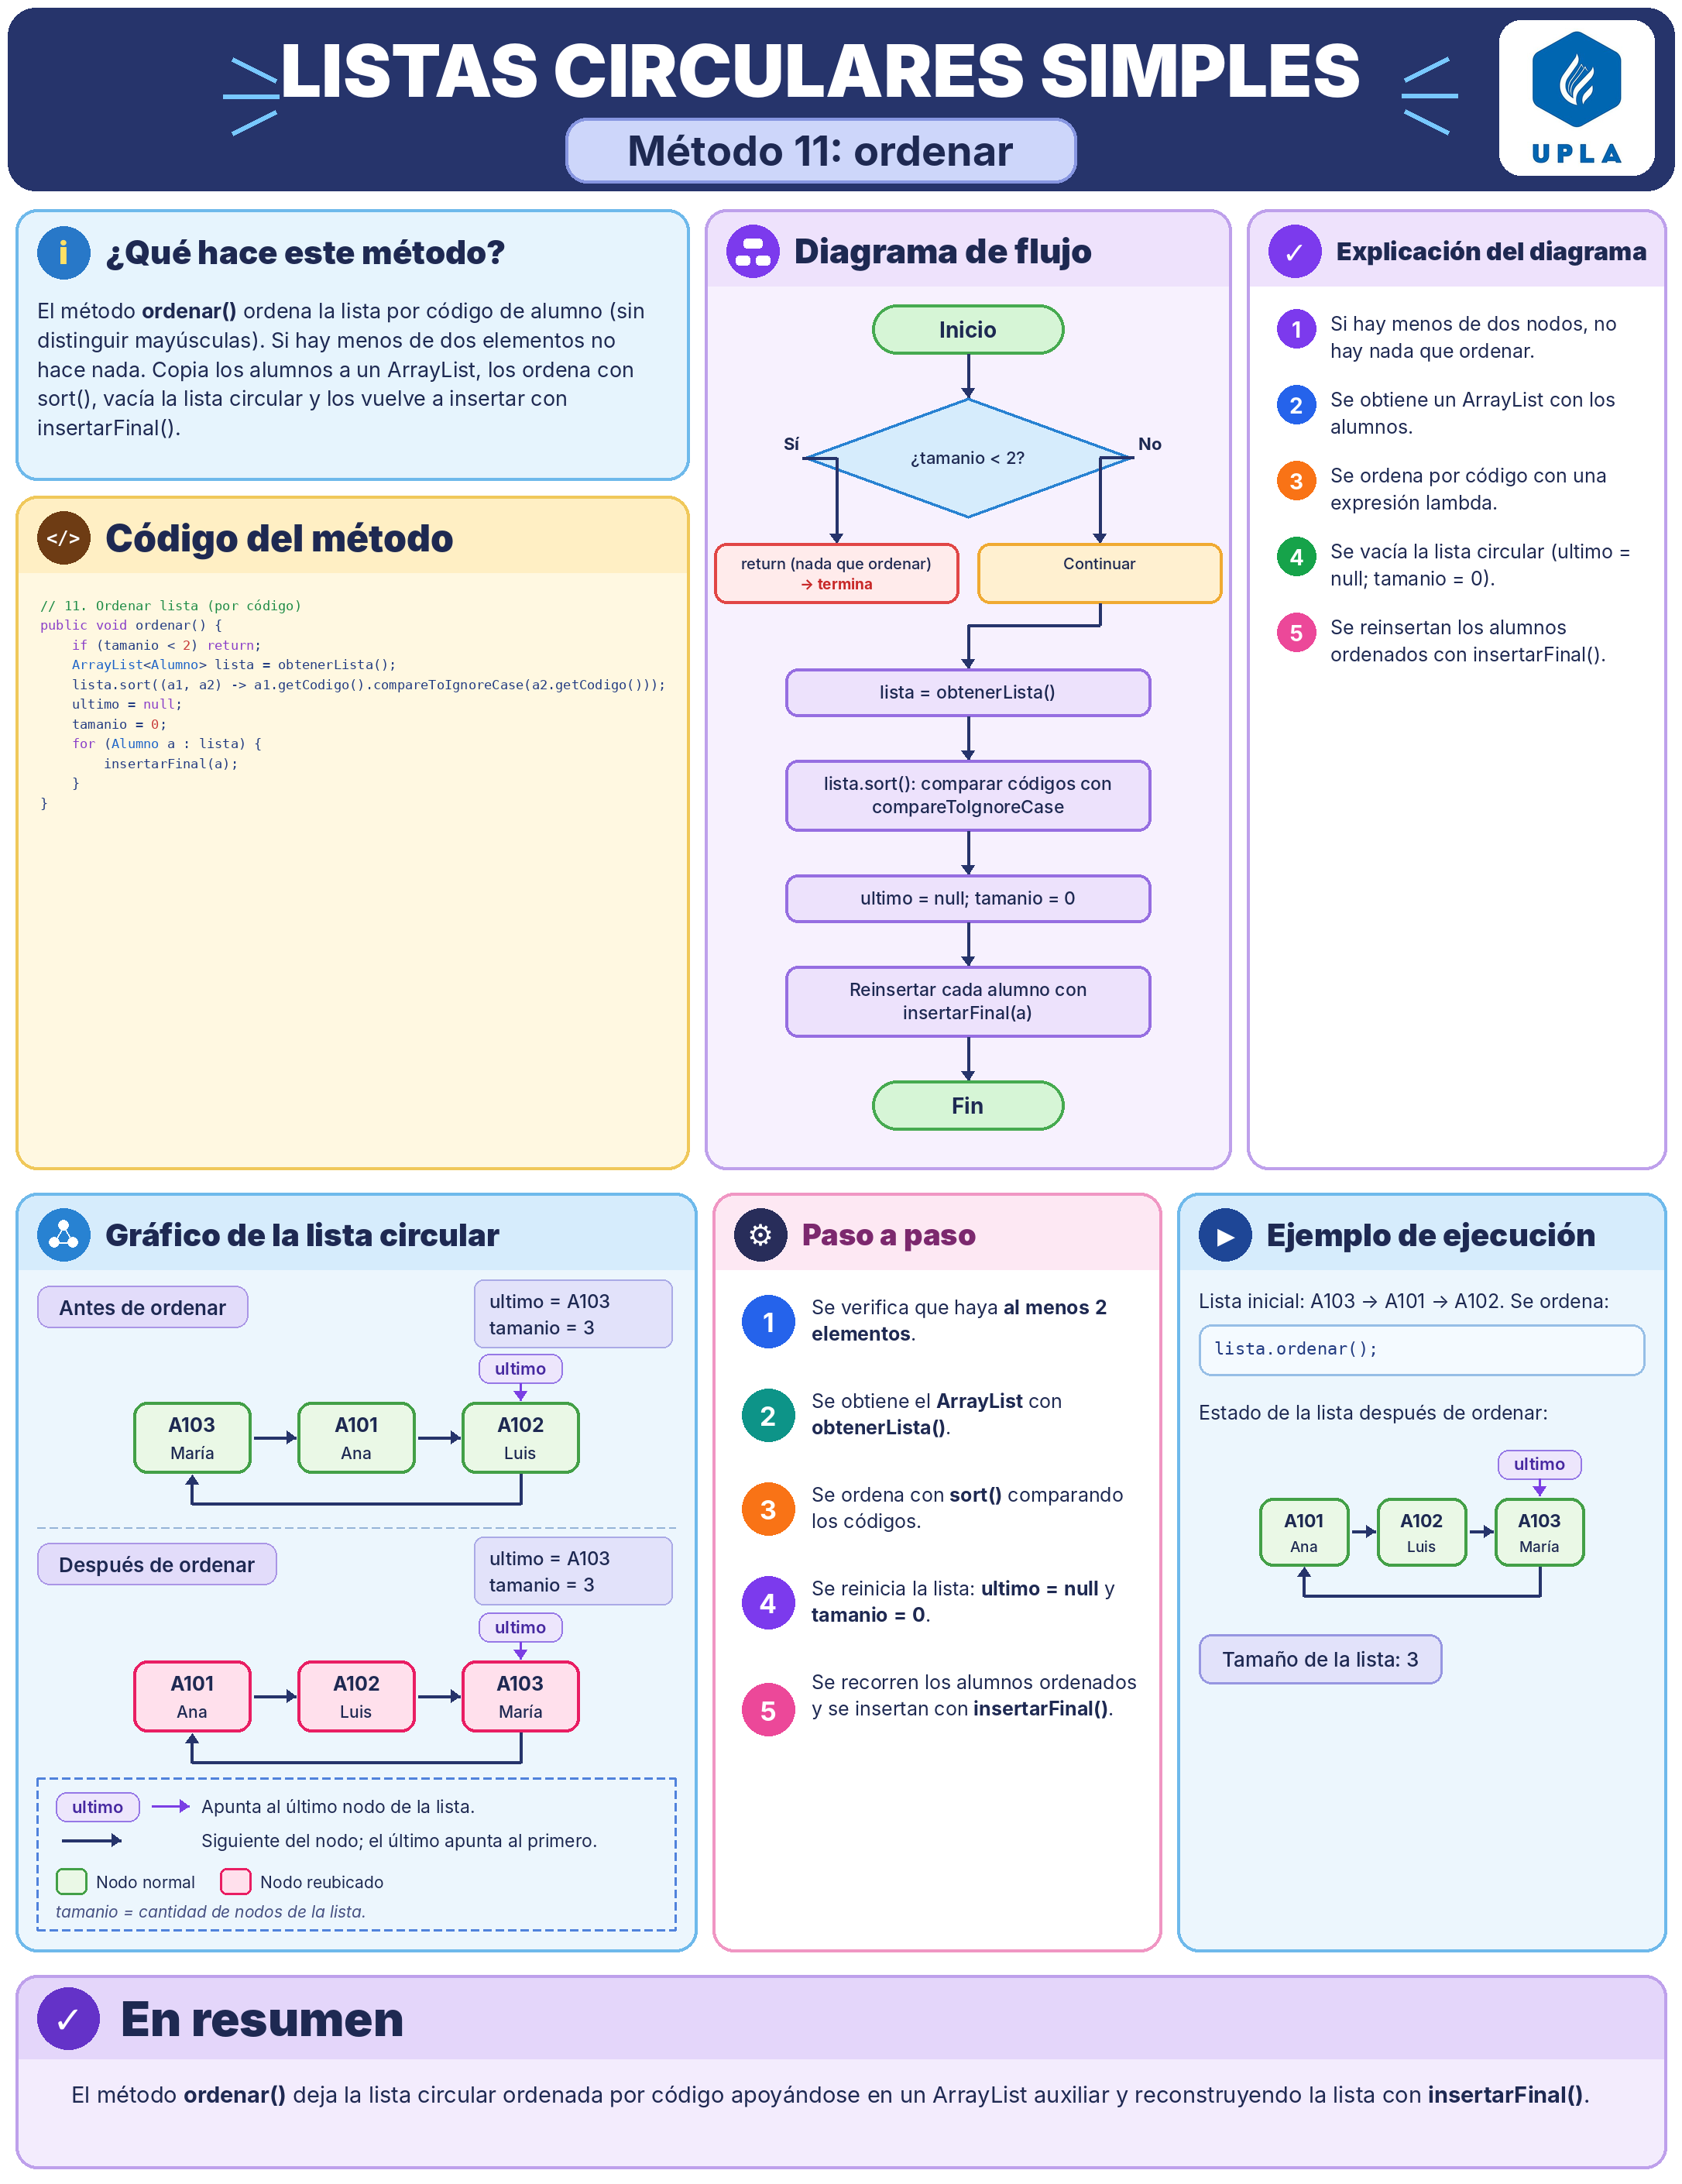 LISTAS CIRCULARES SIMPLES
Método 11: ordenar
UPLA
i ¿Qué hace este método?
El método ordenar() ordena la lista por código de alumno (sin
distinguir mayúsculas). Si hay menos de dos elementos no
hace nada. Copia los alumnos a un ArrayList, los ordena con
sort(), vacía la lista circular y los vuelve a insertar con
insertarFinal().
</> Código del método
// 11. Ordenar lista (por código)
public void ordenar() {
    if (tamanio < 2) return;
    ArrayList<Alumno> lista = obtenerLista();
    lista.sort((a1, a2) -> a1.getCodigo().compareToIgnoreCase(a2.getCodigo()));
    ultimo = null;
    tamanio = 0;
    for (Alumno a : lista) {
        insertarFinal(a);
    }
}
Diagrama de flujo
Inicio
¿tamanio < 2?
Sí
No
return (nada que ordenar)
→ termina
Continuar
lista = obtenerLista()
lista.sort(): comparar códigos con
compareToIgnoreCase
ultimo = null; tamanio = 0
Reinsertar cada alumno con
insertarFinal(a)
Fin
✓ Explicación del diagrama
1 Si hay menos de dos nodos, no
hay nada que ordenar.
2 Se obtiene un ArrayList con los
alumnos.
3 Se ordena por código con una
expresión lambda.
4 Se vacía la lista circular (ultimo =
null; tamanio = 0).
5 Se reinsertan los alumnos
ordenados con insertarFinal().
Gráfico de la lista circular
Antes de ordenar
ultimo = A103
tamanio = 3
ultimo
A103 A101 A102
María Ana Luis
Después de ordenar
ultimo = A103
tamanio = 3
ultimo
A101 A102 A103
Ana Luis María
ultimo Apunta al último nodo de la lista.
Siguiente del nodo; el último apunta al primero.
Nodo normal Nodo reubicado
tamanio = cantidad de nodos de la lista.
Paso a paso
1 Se verifica que haya al menos 2
elementos.
2 Se obtiene el ArrayList con
obtenerLista().
3 Se ordena con sort() comparando
los códigos.
4 Se reinicia la lista: ultimo = null y
tamanio = 0.
5 Se recorren los alumnos ordenados
y se insertan con insertarFinal().
Ejemplo de ejecución
Lista inicial: A103 → A101 → A102. Se ordena:
lista.ordenar();
Estado de la lista después de ordenar:
ultimo
A101 A102 A103
Ana Luis María
Tamaño de la lista: 3
✓ En resumen
El método ordenar() deja la lista circular ordenada por código apoyándose en un ArrayList auxiliar y reconstruyendo la lista con insertarFinal().